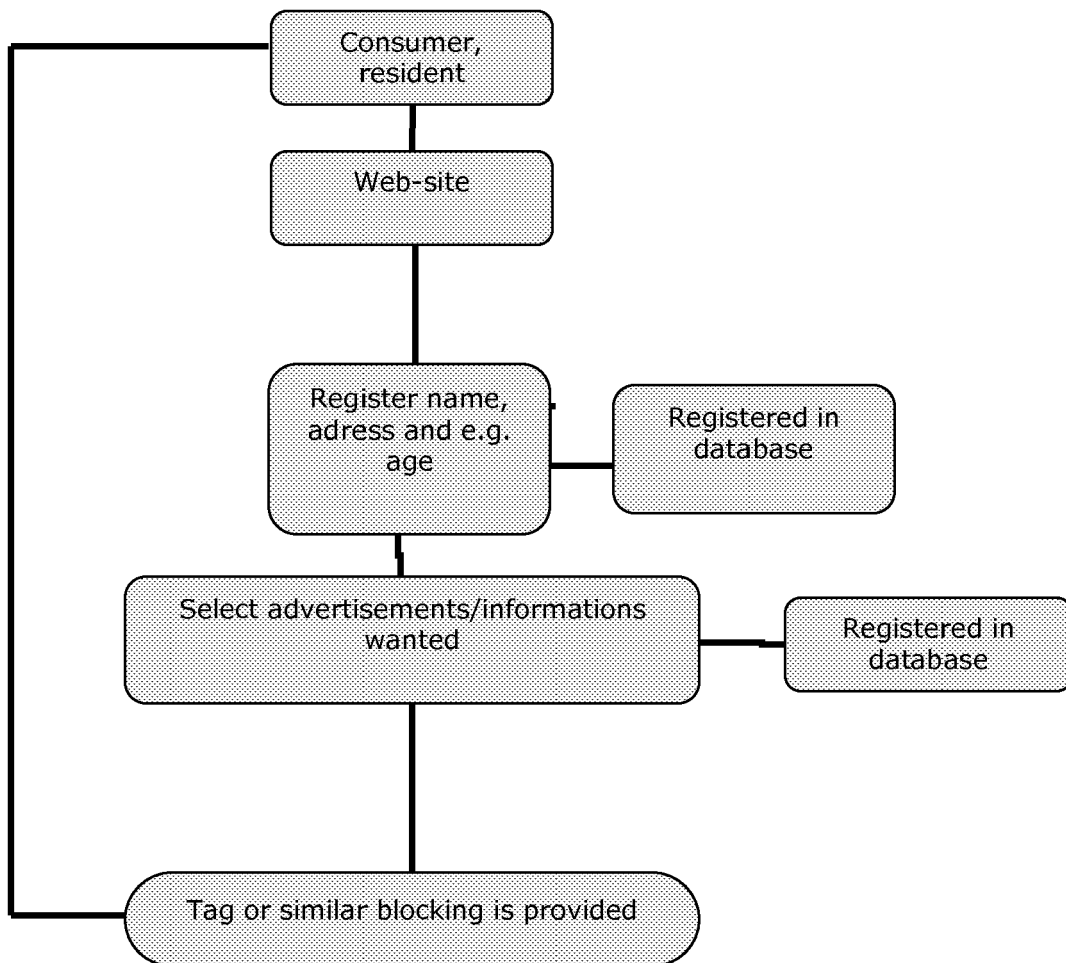 Consumer,
resident
Web-site
Register name,
adress and e.g.
age
Registered in
database
Select advertisements/informations
wanted
Registered in
database
Tag or similar blocking is provided